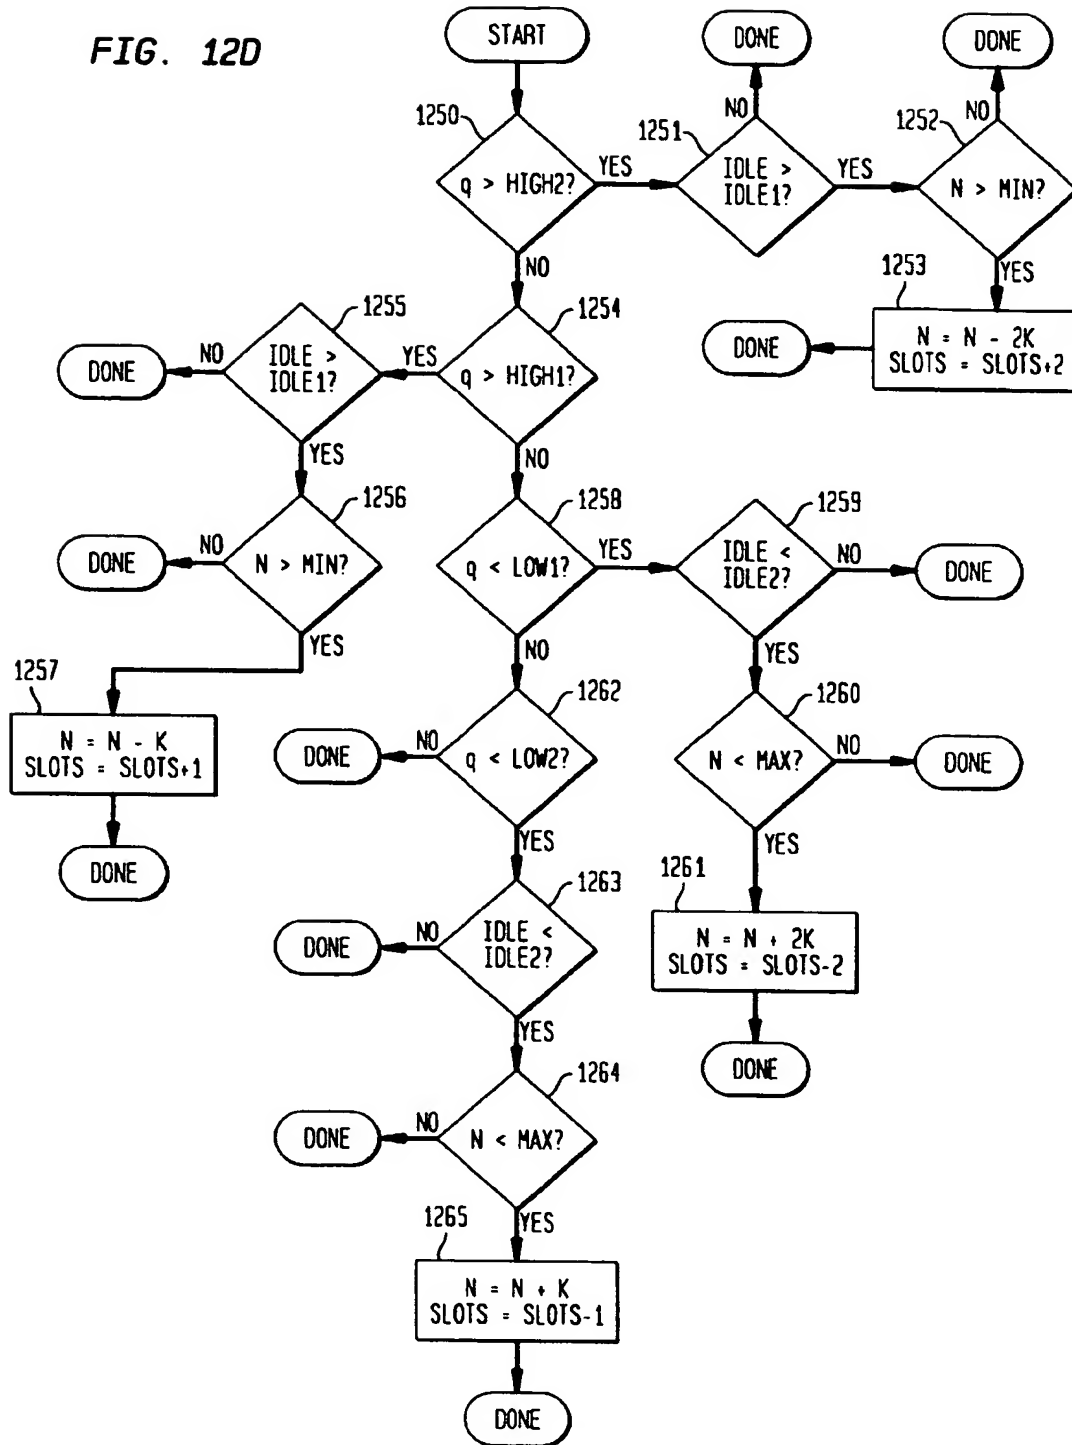 FIG. 12D
START
DONE
DONE
1250
1251
1252
NO
NO
q > HIGH2?
YES
IDLE >
IDLE1?
YES
N > MIN?
NO
YES
1253
N = N - 2K
SLOTS = SLOTS+2
DONE
1255
1254
DONE
NO
IDLE >
IDLE1?
YES
q > HIGH1?
YES
NO
1256
1258
1259
DONE
NO
N > MIN?
q < LOW1?
YES
IDLE <
IDLE2?
NO
DONE
YES
NO
YES
1257
N = N - K
SLOTS = SLOTS+1
DONE
1262
1260
DONE
NO
q < LOW2?
N < MAX?
NO
DONE
YES
YES
1263
1261
DONE
NO
IDLE <
IDLE2?
N = N + 2K
SLOTS = SLOTS-2
YES
DONE
1264
DONE
NO
N < MAX?
YES
1265
N = N + K
SLOTS = SLOTS-1
DONE